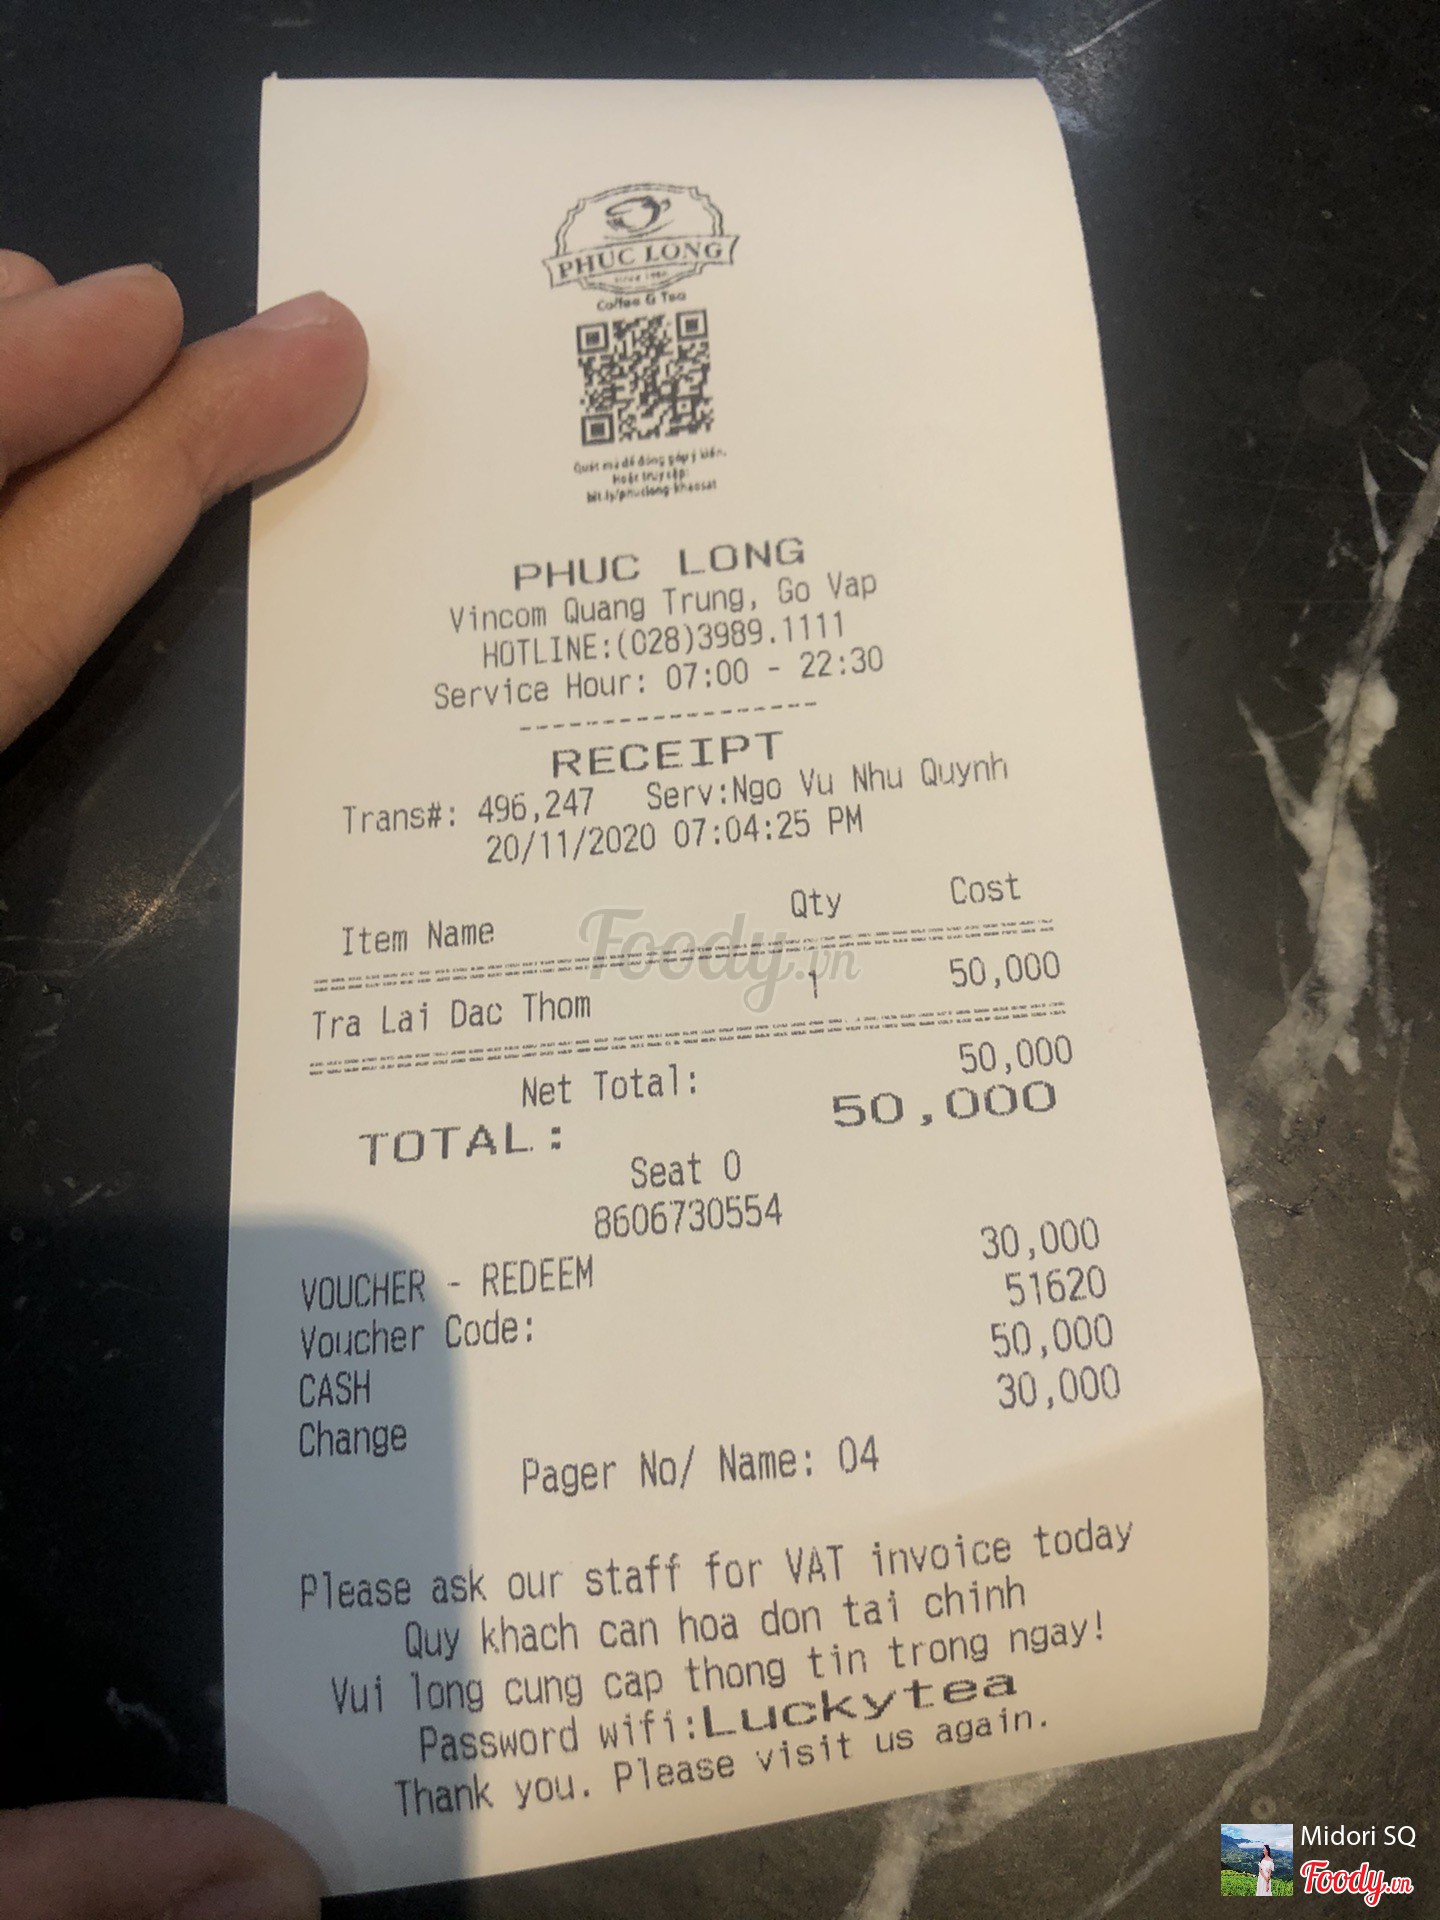 PHUC LONG
Coffee & Tea
Quét mã để đóng góp ý kiến.
Hoặc truy cập:
bit.ly/phuclong-khaosat
PHUC LONG
Vincom Quang Trung, Go Vap
HOTLINE:(028)3989.1111
Service Hour: 07:00 - 22:30
RECEIPT
Trans#: 496,247 Serv:Ngo Vu Nhu Quynh
20/11/2020 07:04:25 PM
Item Name Qty Cost
Tra Lai Dac Thom 1 50,000
Net Total: 50,000
TOTAL: 50,000
Seat 0
8606730554
VOUCHER - REDEEM 30,000
Voucher Code: 51620
CASH 50,000
Change 30,000
Pager No/ Name: 04
Please ask our staff for VAT invoice today
Quy khach can hoa don tai chinh
Vui long cung cap thong tin trong ngay!
Password wifi:Luckytea
Thank you. Please visit us again.
Foody.vn
Midori SQ
Foody.vn